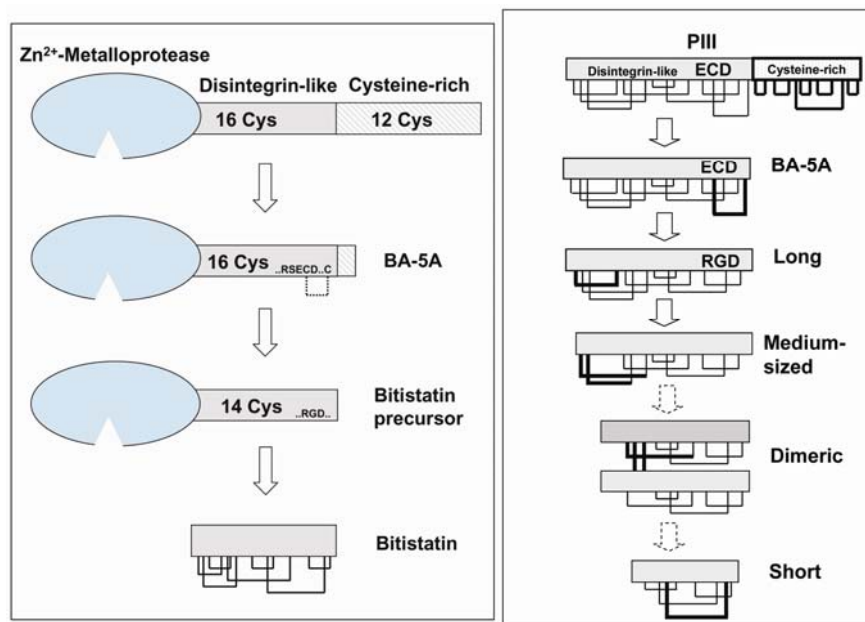 Zn²⁺-Metalloprotease
Disintegrin-like Cysteine-rich
16 Cys 12 Cys
16 Cys ..RSECD..C
BA-5A
14 Cys ..RGD..
Bitistatin
precursor
Bitistatin
PIII
Disintegrin-like ECD Cysteine-rich
ECD
BA-5A
RGD
Long
Medium-
sized
Dimeric
Short